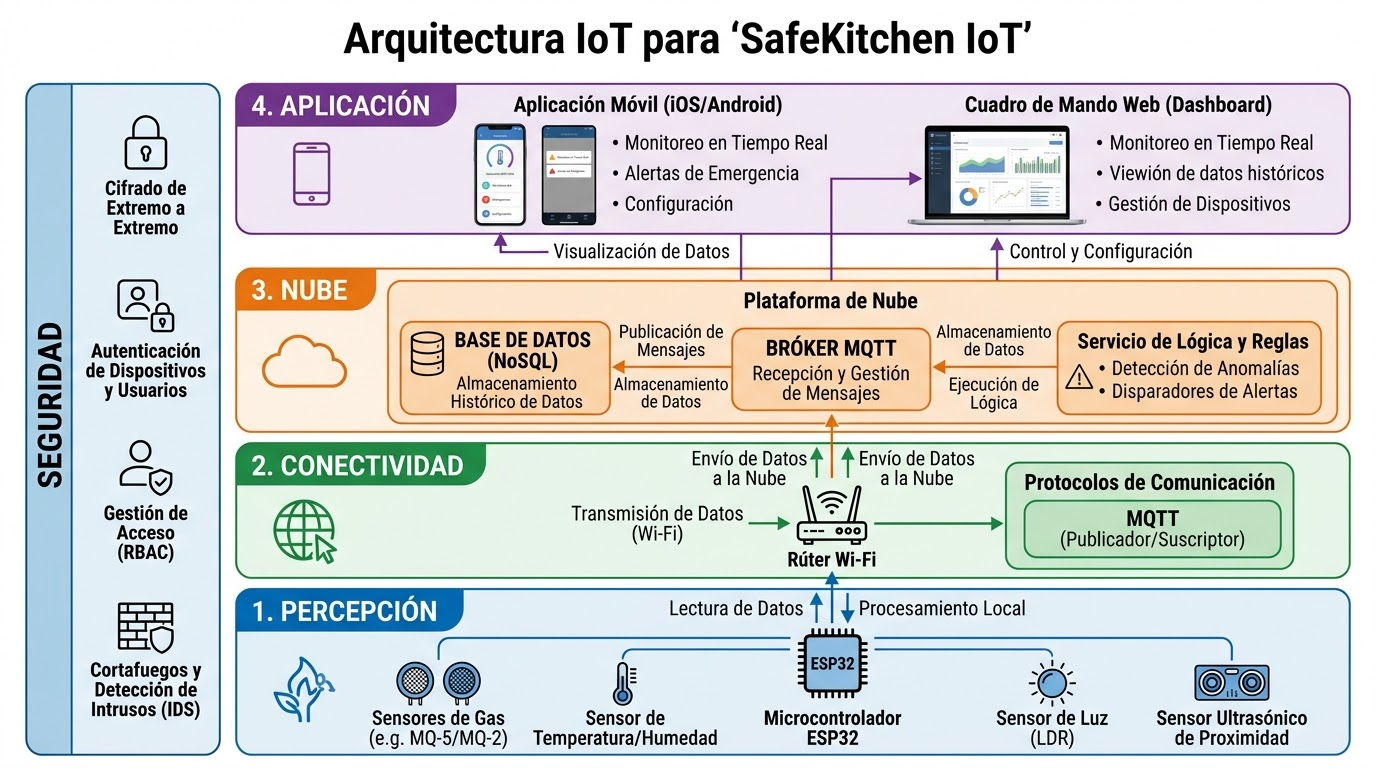 Arquitectura IoT para ‘SafeKitchen IoT’
SEGURIDAD
Cifrado de
Extremo a
Extremo
Autenticación
de Dispositivos
y Usuarios
Gestión de
Acceso
(RBAC)
Cortafuegos y
Detección de
Intrusos (IDS)
4. APLICACIÓN
Aplicación Móvil (iOS/Android)
• Monitoreo en Tiempo Real
• Alertas de Emergencia
• Configuración
Cuadro de Mando Web (Dashboard)
• Monitoreo en Tiempo Real
• Viewión de datos históricos
• Gestión de Dispositivos
Visualización de Datos
Control y Configuración
3. NUBE
Plataforma de Nube
BASE DE DATOS
(NoSQL)
Almacenamiento
Histórico de Datos
Publicación de
Mensajes
Almacenamiento
de Datos
BRÓKER MQTT
Recepción y Gestión
de Mensajes
Almacenamiento
de Datos
Ejecución de
Lógica
Servicio de Lógica y Reglas
• Detección de Anomalías
• Disparadores de Alertas
2. CONECTIVIDAD
Envío de Datos
a la Nube
Envío de Datos
a la Nube
Transmisión de Datos
(Wi-Fi)
Rúter Wi-Fi
Protocolos de Comunicación
MQTT
(Publicador/Suscriptor)
1. PERCEPCIÓN
Lectura de Datos
Procesamiento Local
ESP32
Sensores de Gas
(e.g. MQ-5/MQ-2)
Sensor de
Temperatura/Humedad
Microcontrolador
ESP32
Sensor de Luz
(LDR)
Sensor Ultrasónico
de Proximidad